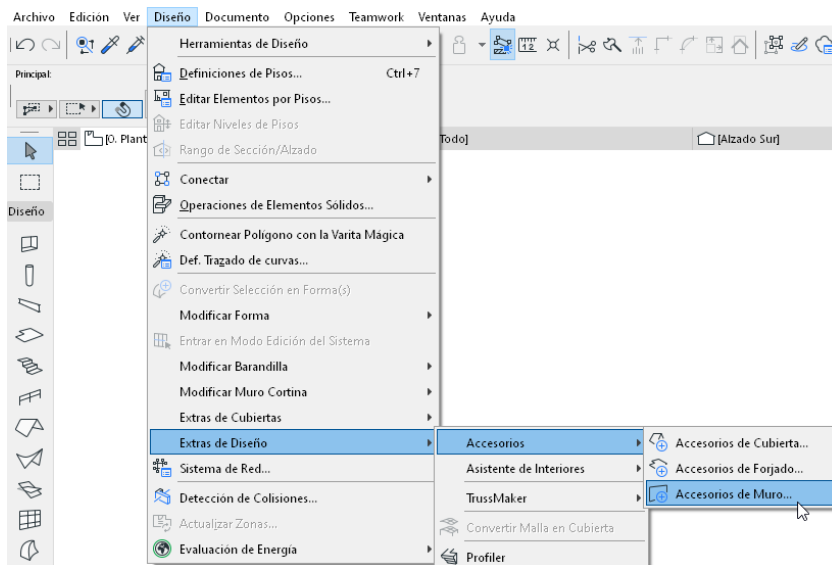 Archivo Edición Ver Diseño Documento Opciones Teamwork Ventanas Ayuda
Principal:
[0. Plant
Todo]
[Alzado Sur]
Diseño
Herramientas de Diseño
Definiciones de Pisos... Ctrl+7
Editar Elementos por Pisos...
Editar Niveles de Pisos
Rango de Sección/Alzado
Conectar
Operaciones de Elementos Sólidos...
Contornear Polígono con la Varita Mágica
Def. Trazado de curvas...
Convertir Selección en Forma(s)
Modificar Forma
Entrar en Modo Edición del Sistema
Modificar Barandilla
Modificar Muro Cortina
Extras de Cubiertas
Extras de Diseño
Sistema de Red...
Detección de Colisiones...
Actualizar Zonas...
Evaluación de Energía
Accesorios
Asistente de Interiores
TrussMaker
Convertir Malla en Cubierta
Profiler
Accesorios de Cubierta...
Accesorios de Forjado...
Accesorios de Muro...